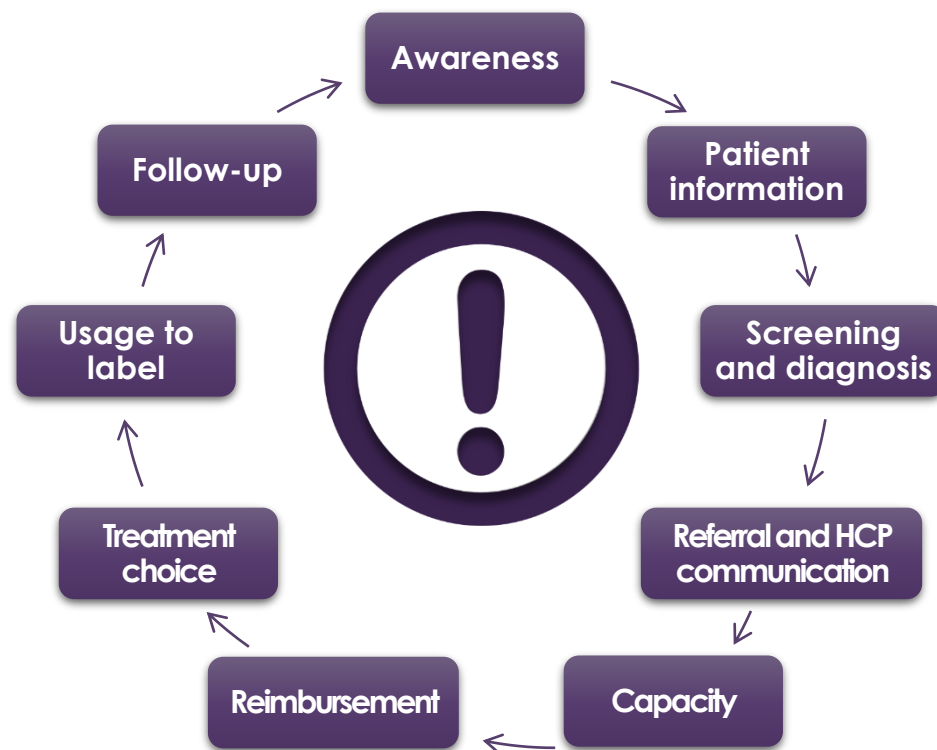 Awareness
Patient
information
Screening
and diagnosis
Referral and HCP
communication
Capacity
Reimbursement
Treatment
choice
Usage to
label
Follow-up
!